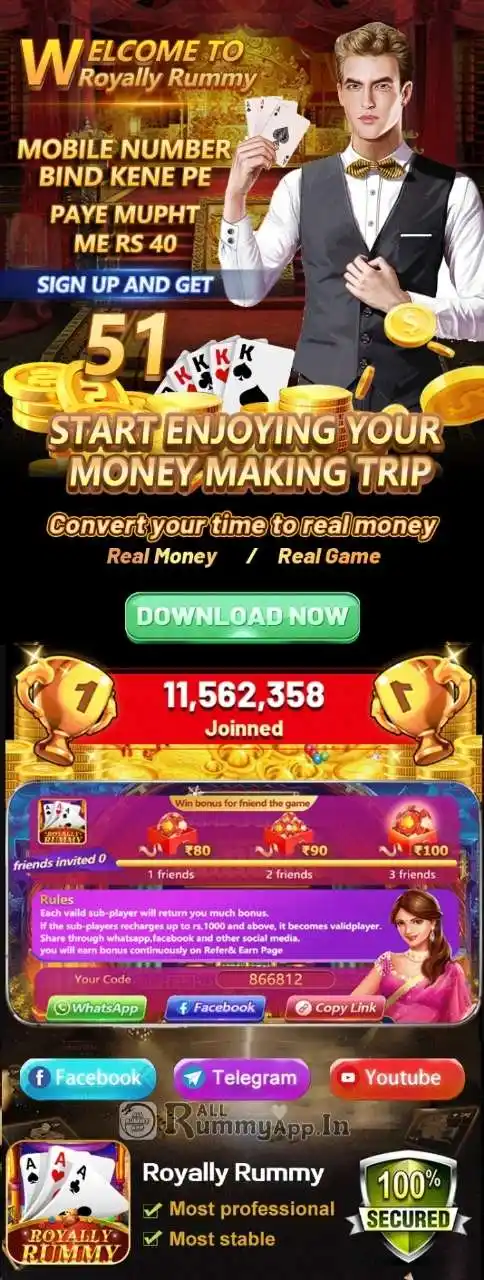 WELCOME TO
Royally Rummy
MOBILE NUMBER
BIND KENE PE
PAYE MUPHT
ME RS 40
SIGN UP AND GET
51
K K K K
START ENJOYING YOUR
MONEY MAKING TRIP
Convert your time to real money
Real Money / Real Game
DOWNLOAD NOW
1
11,562,358
1
Joinned
Win bonus for friend the game
ROYALLY
RUMMY
₹80
₹90
₹100
friends invited 0
1 friends
2 friends
3 friends
Rules
Each vaild sub-player will return you much bonus.
If the sub-players recharges up to rs,1000 and above, it becomes validplayer.
Share through whatsapp,facebook and other social media.
you will earn bonus continuously on Refer& Earn Page
Your Code
866812
WhatsApp
Facebook
Copy Link
Facebook
Telegram
Youtube
ALL
RummyApp.In
A A A
ROYALLY
RUMMY
Royally Rummy
Most professional
Most stable
100%
SECURED